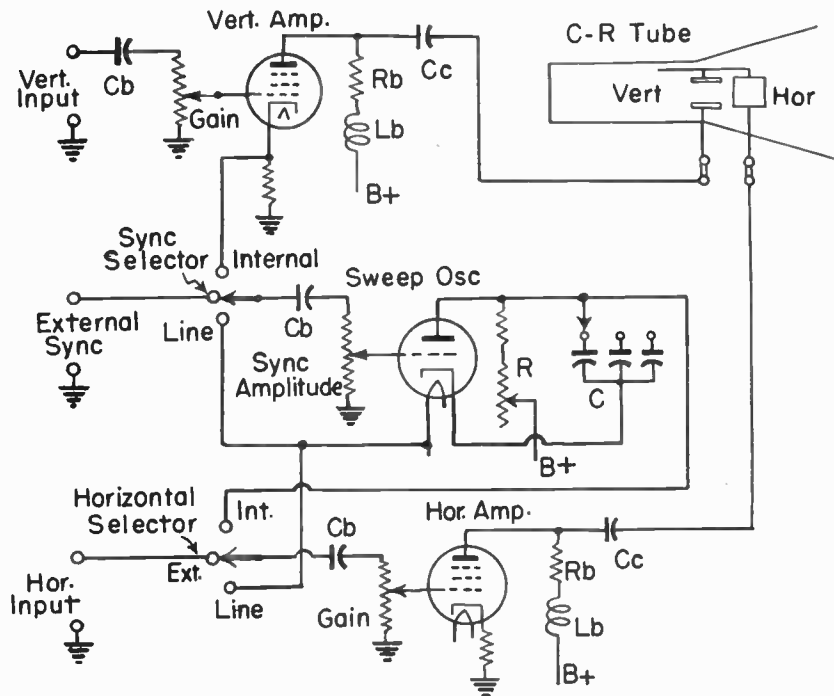 Vert. Amp.
C-R Tube
Vert.
Input
Cb
Gain
Rb
Lb
B+
Cc
Vert
Hor
Sync
Selector
Internal
External
Sync
Line
Cb
Sync
Amplitude
Sweep Osc
R
B+
C
Horizontal
Selector
Int.
Ext.
Line
Hor.
Input
Cb
Gain
Hor. Amp.
Rb
Lb
B+
Cc